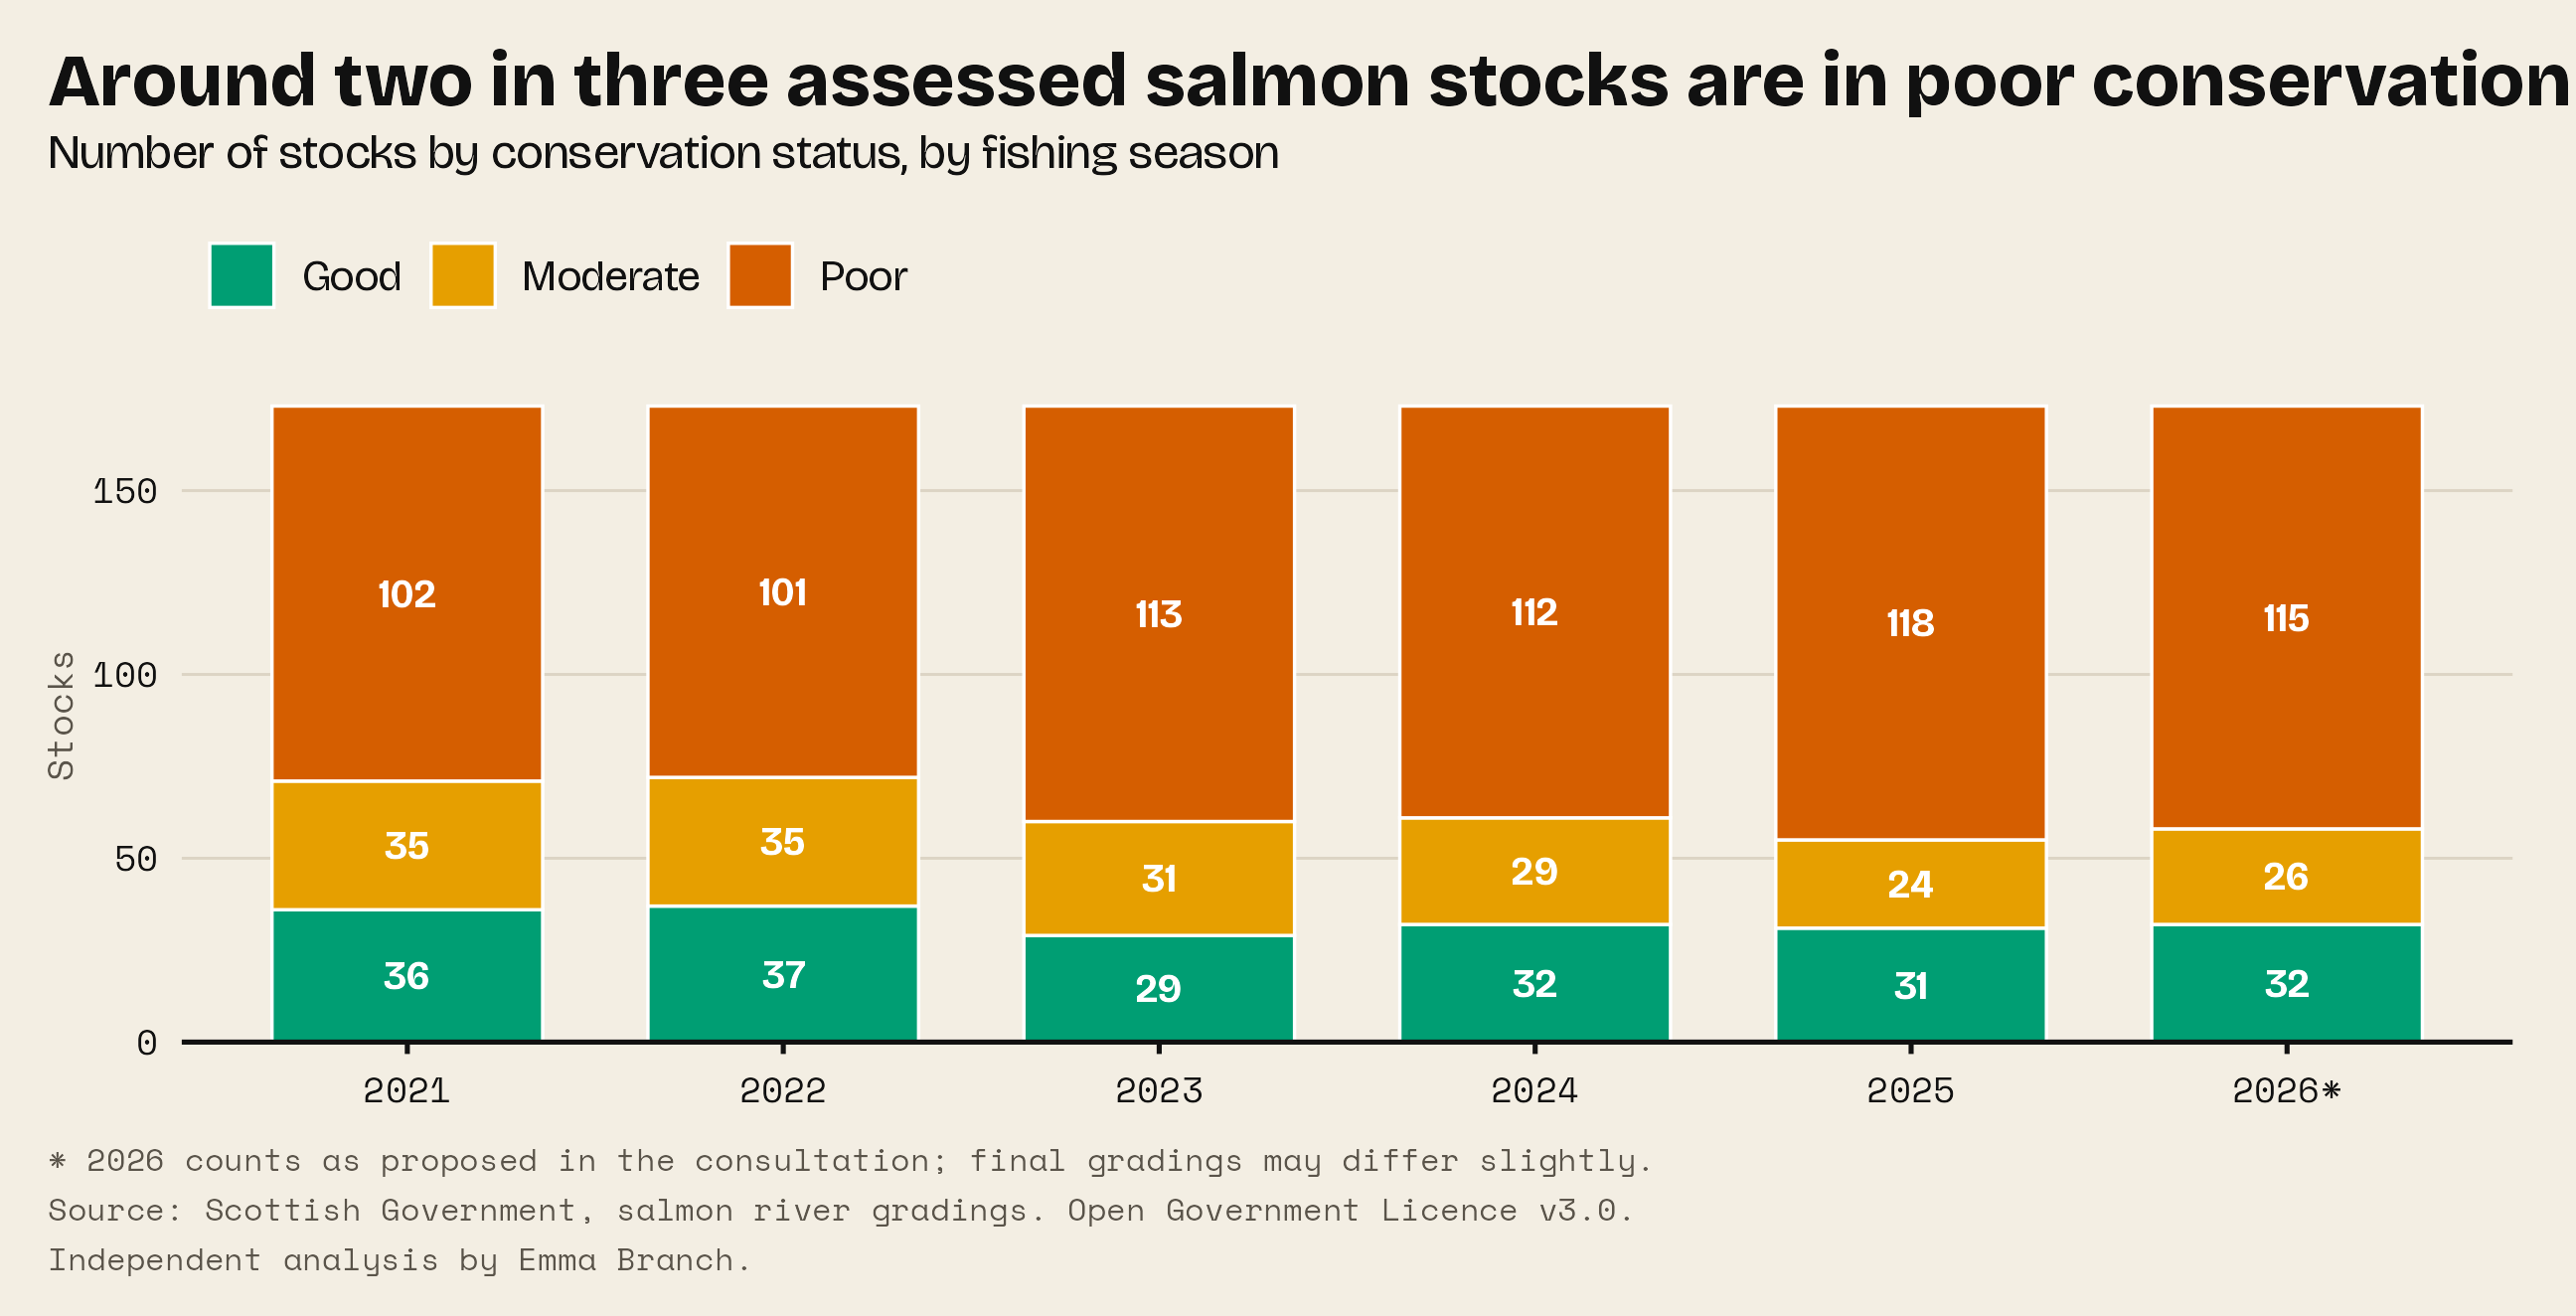 Around two in three assessed salmon stocks are in poor conservation
Number of stocks by conservation status, by fishing season
Good Moderate Poor
Stocks
150
100
50
0
102 101 113 112 118 115
35 35 31 29 24 26
36 37 29 32 31 32
2021 2022 2023 2024 2025 2026*
* 2026 counts as proposed in the consultation; final gradings may differ slightly.
Source: Scottish Government, salmon river gradings. Open Government Licence v3.0.
Independent analysis by Emma Branch.